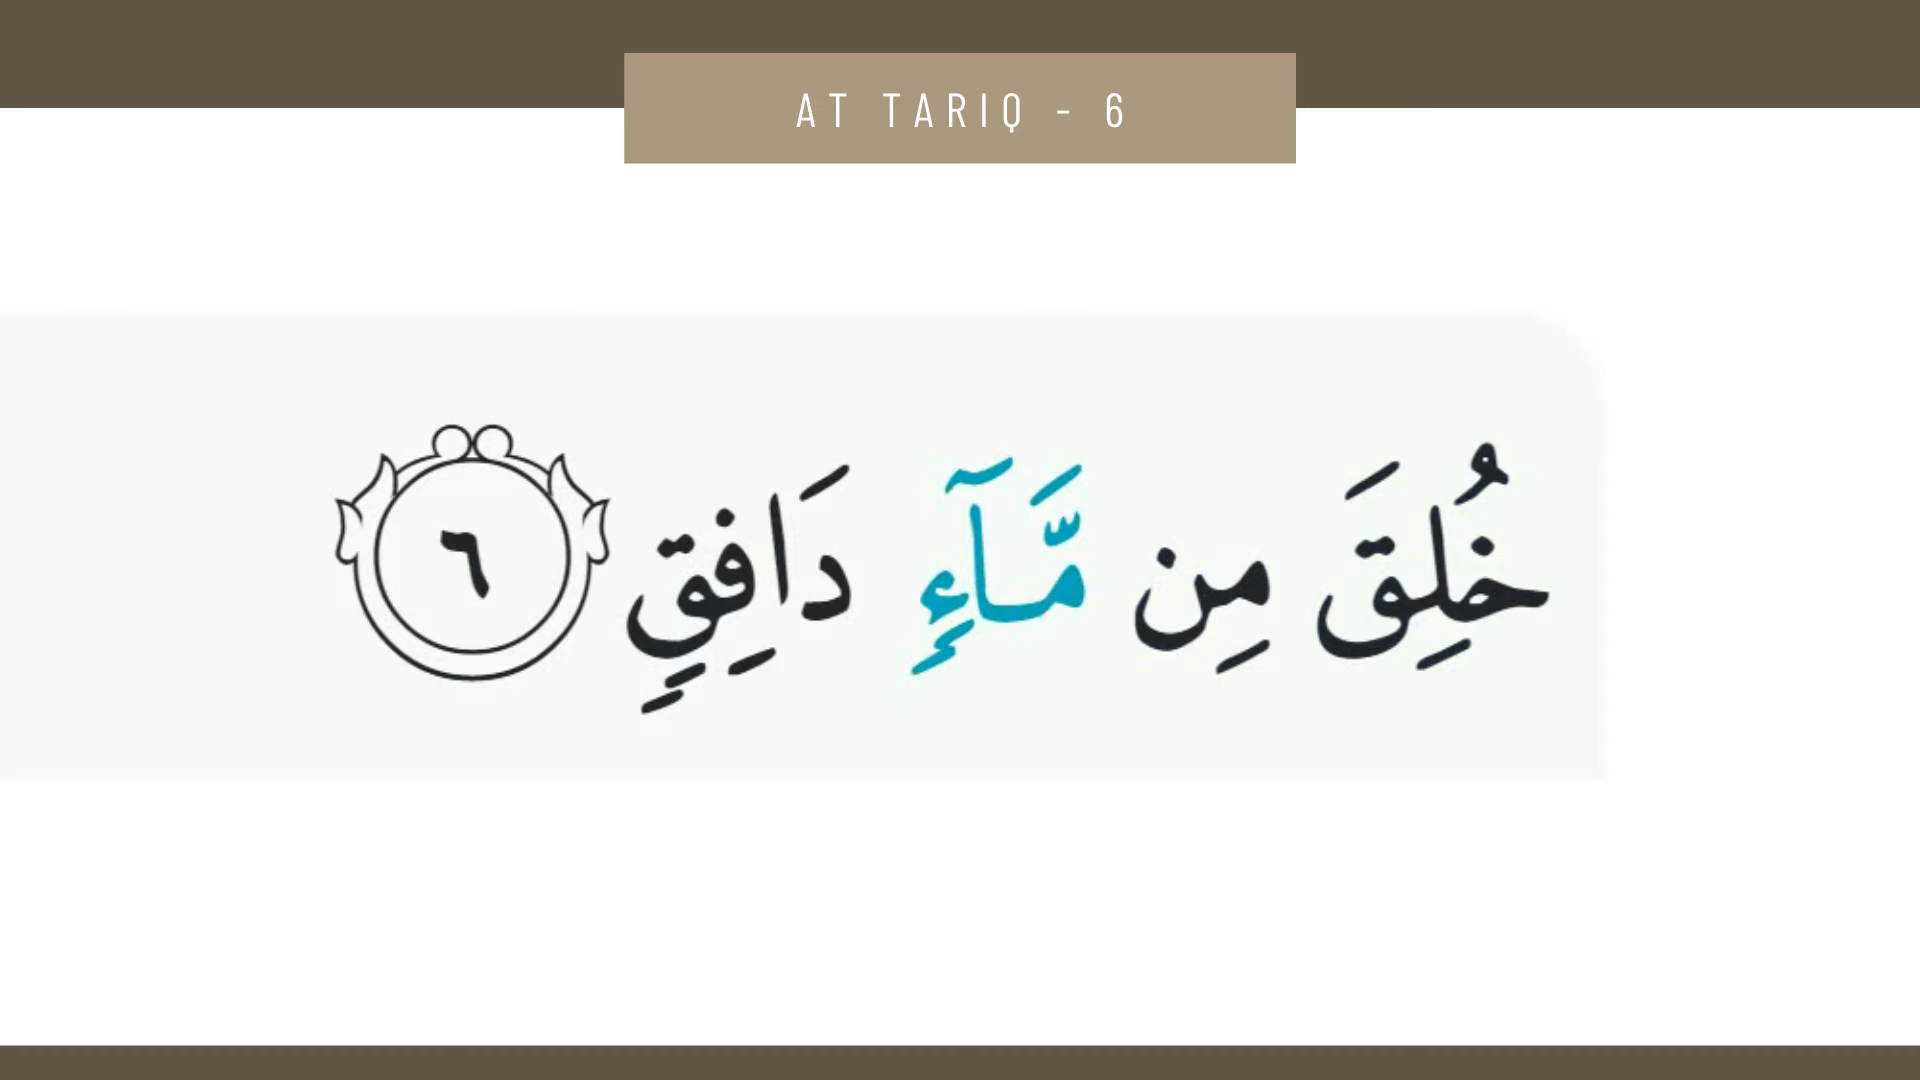 AT TARIQ - 6
خُلِقَ مِن مَّآءٍ دَافِقٍ ٦